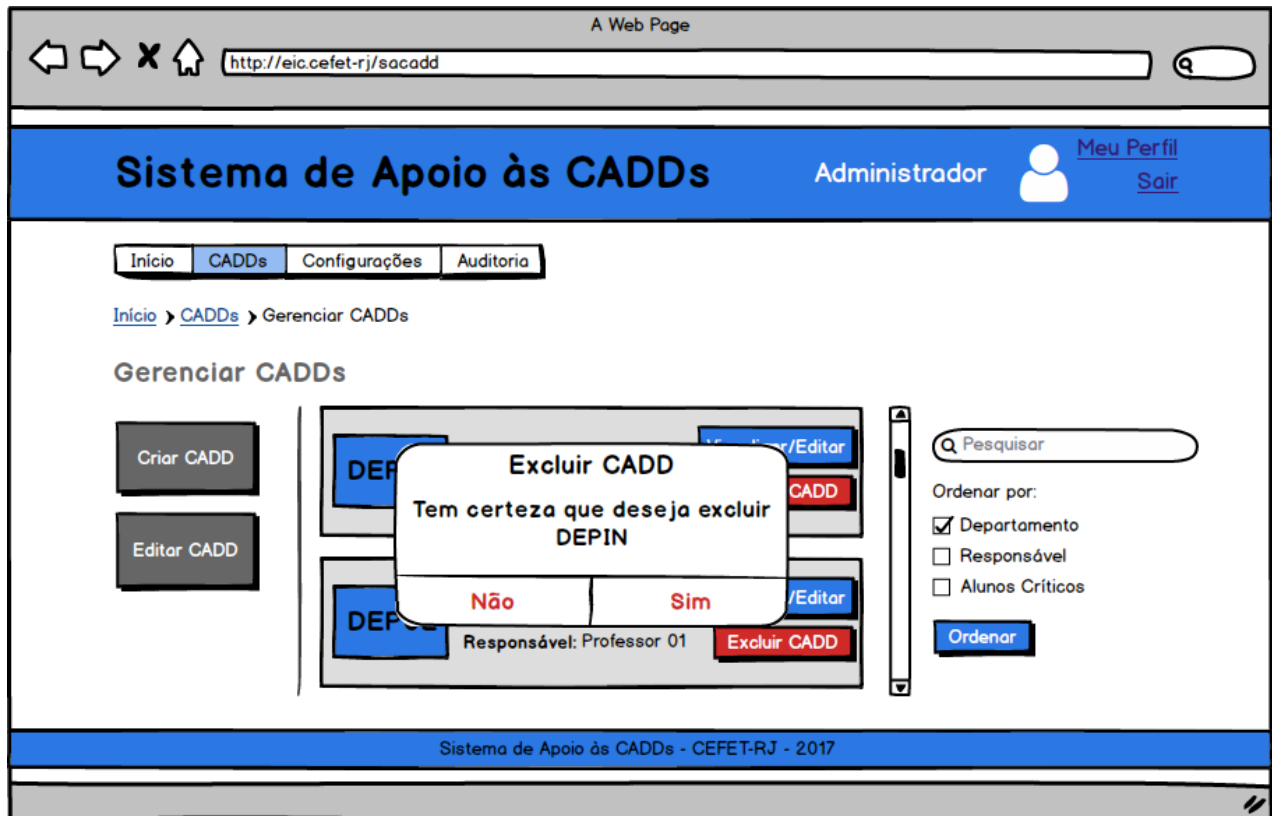 A Web Page
http://eic.cefet-rj/sacadd
Sistema de Apoio às CADDs
Administrador
Meu Perfil
Sair
Início CADDs Configurações Auditoria
Início CADDs Gerenciar CADDs
Gerenciar CADDs
Criar CADD
Editar CADD
/Editar
CADD
Excluir CADD
Tem certeza que deseja excluir
DEPIN
Não Sim
/Editar
Responsável: Professor 01
Excluir CADD
Pesquisar
Ordenar por:
Departamento
Responsável
Alunos Críticos
Ordenar
Sistema de Apoio às CADDs - CEFET-RJ - 2017